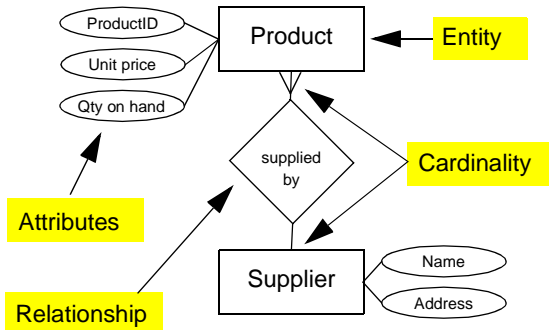 ProductID
Unit price
Qty on hand
Product
Entity
supplied
by
Cardinality
Attributes
Supplier
Name
Address
Relationship